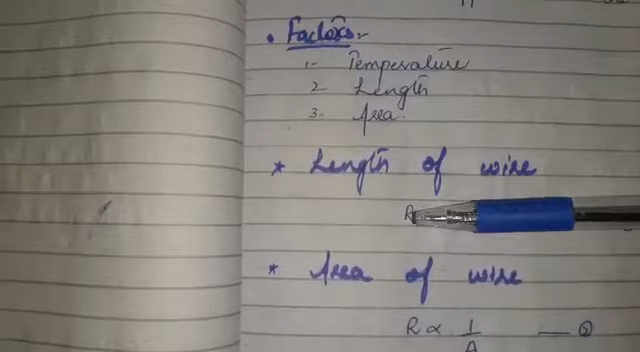 • Factors:-
1- Temperature
2- Length
3- Area.
* Length of wire
R
* Area of wire
R ∝ 1/A — ②